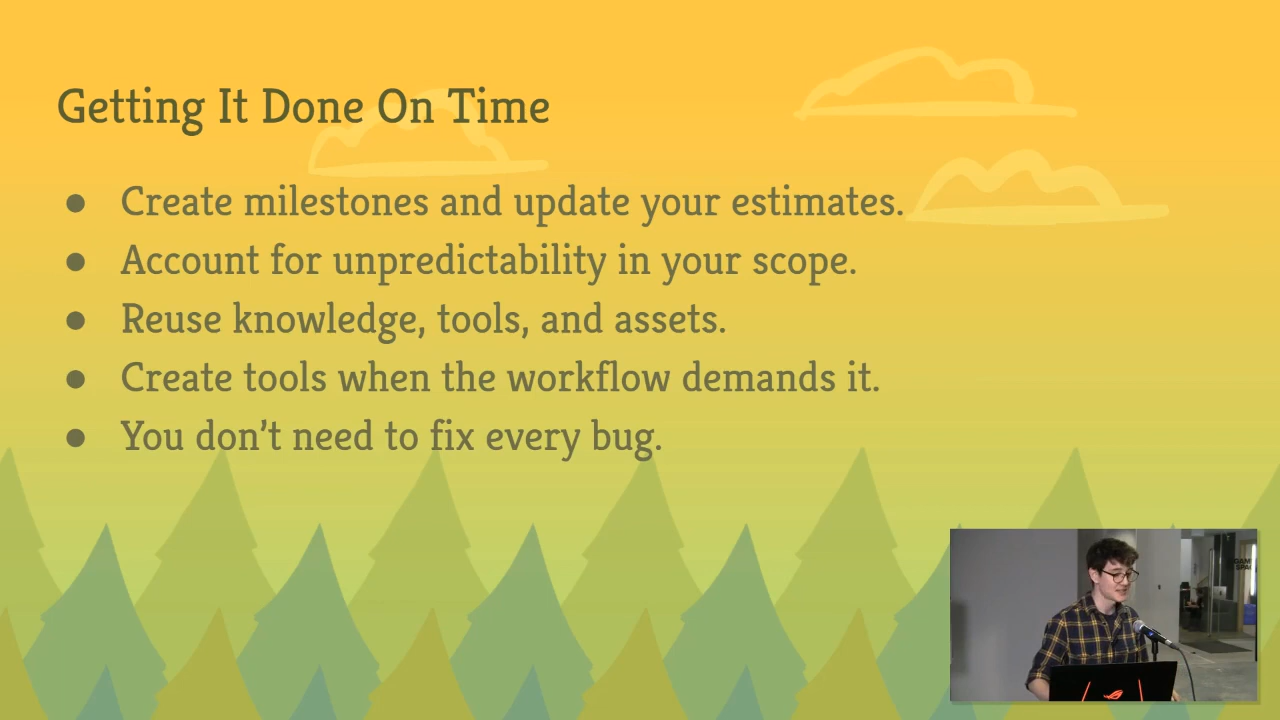 Getting It Done On Time
● Create milestones and update your estimates.
● Account for unpredictability in your scope.
● Reuse knowledge, tools, and assets.
● Create tools when the workflow demands it.
● You don’t need to fix every bug.